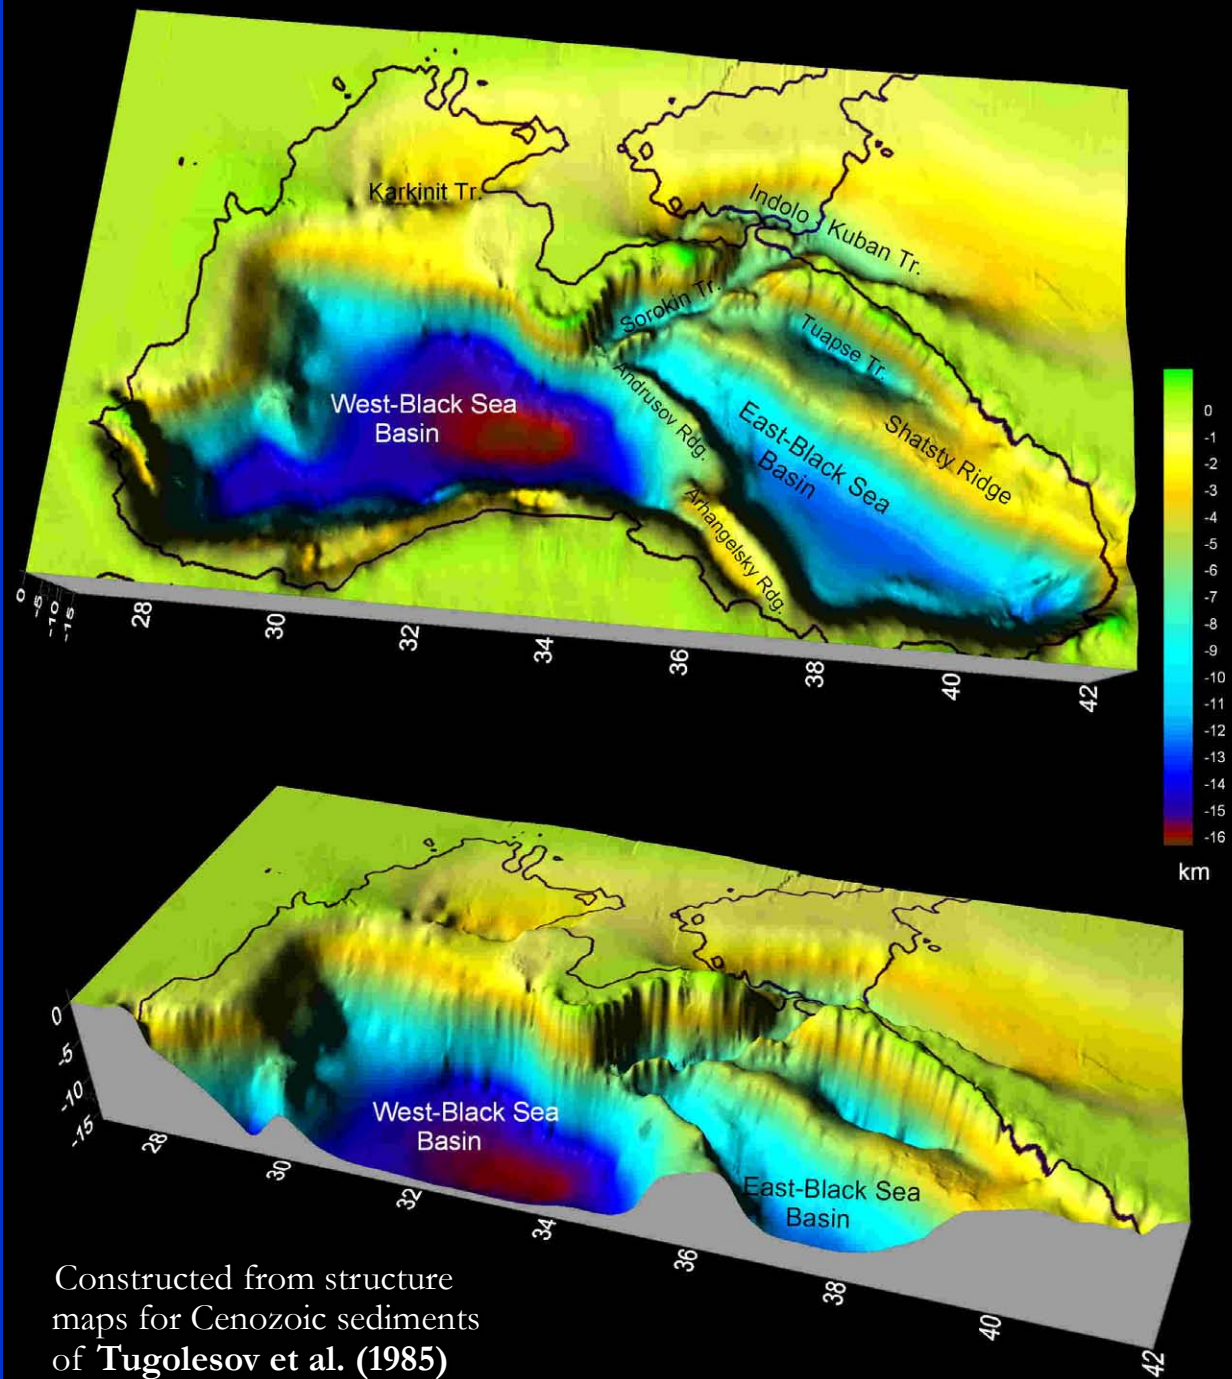 Karkinit Tr.
Indolo - Kuban Tr.
Sorokin Tr.
Tuapse Tr.
Andrusov Rdg.
West-Black Sea
Basin
East-Black Sea
Basin
Shatsty Ridge
Arhangelsky Rdg.
0
-5
-10
-15
28
30
32
34
36
38
40
42
0
-1
-2
-3
-4
-5
-6
-7
-8
-9
-10
-11
-12
-13
-14
-15
-16
km
0
-5
-10
-15
28
30
32
34
36
38
40
42
West-Black Sea
Basin
East-Black Sea
Basin
Constructed from structure
maps for Cenozoic sediments
of Tugolesov et al. (1985)